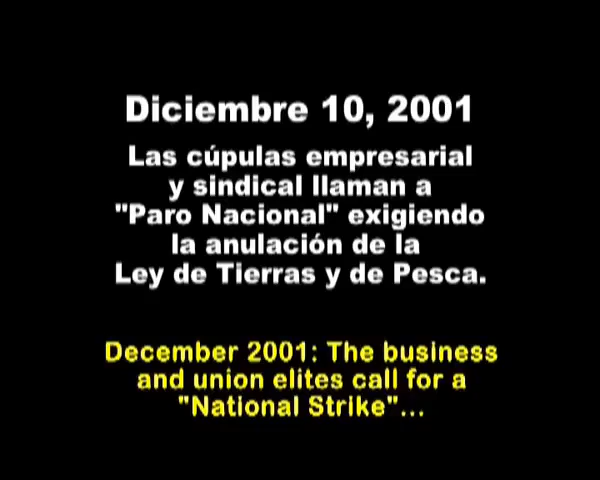 Diciembre 10, 2001
Las cúpulas empresarial
y sindical llaman a
"Paro Nacional" exigiendo
la anulación de la
Ley de Tierras y de Pesca.
December 2001: The business
and union elites call for a
"National Strike"...